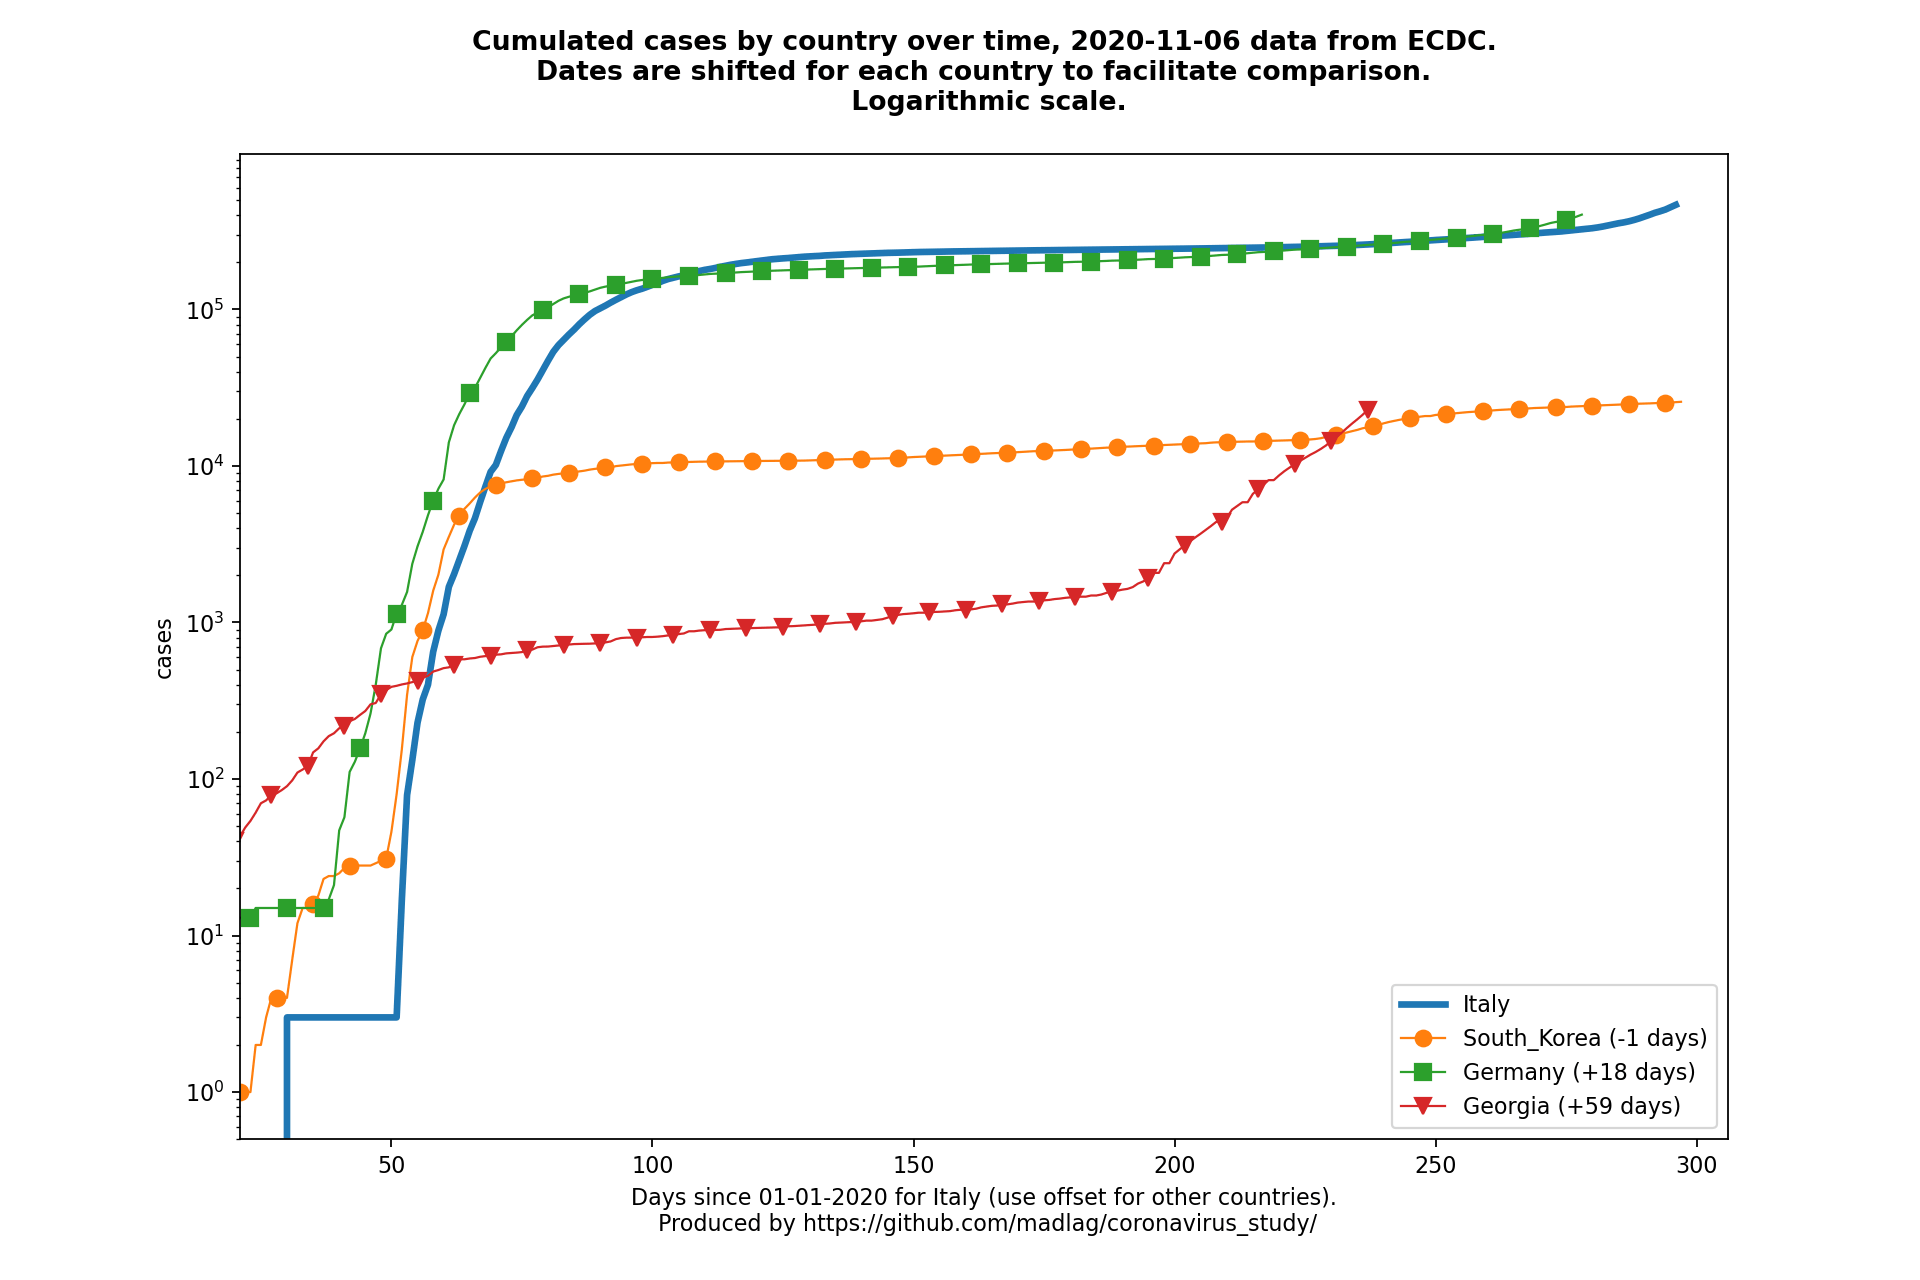 Cumulated cases by country over time, 2020-11-06 data from ECDC.
Dates are shifted for each country to facilitate comparison.
Logarithmic scale.
cases
10^5
10^4
10^3
10^2
10^1
10^0
50 100 150 200 250 300
Italy
South_Korea (-1 days)
Germany (+18 days)
Georgia (+59 days)
Days since 01-01-2020 for Italy (use offset for other countries).
Produced by https://github.com/madlag/coronavirus_study/